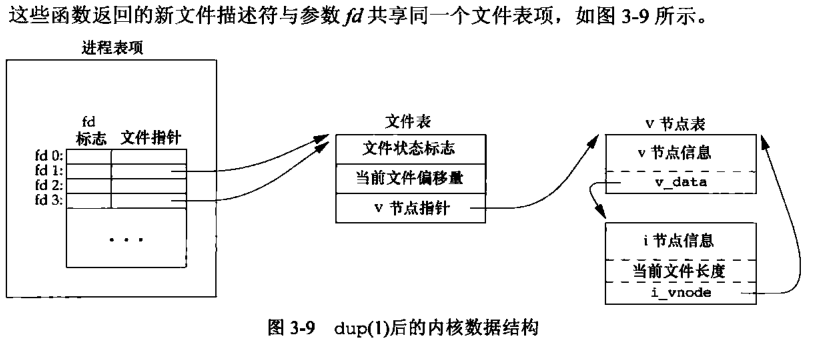 这些函数返回的新文件描述符与参数fd共享同一个文件表项，如图 3-9 所示。
进程表项
fd
标志 文件指针
fd 0:
fd 1:
fd 2:
fd 3:
...
文件表
文件状态标志
当前文件偏移量
v 节点指针
v 节点表
v 节点信息
v_data
i 节点信息
当前文件长度
i_vnode
图 3-9 dup(1)后的内核数据结构